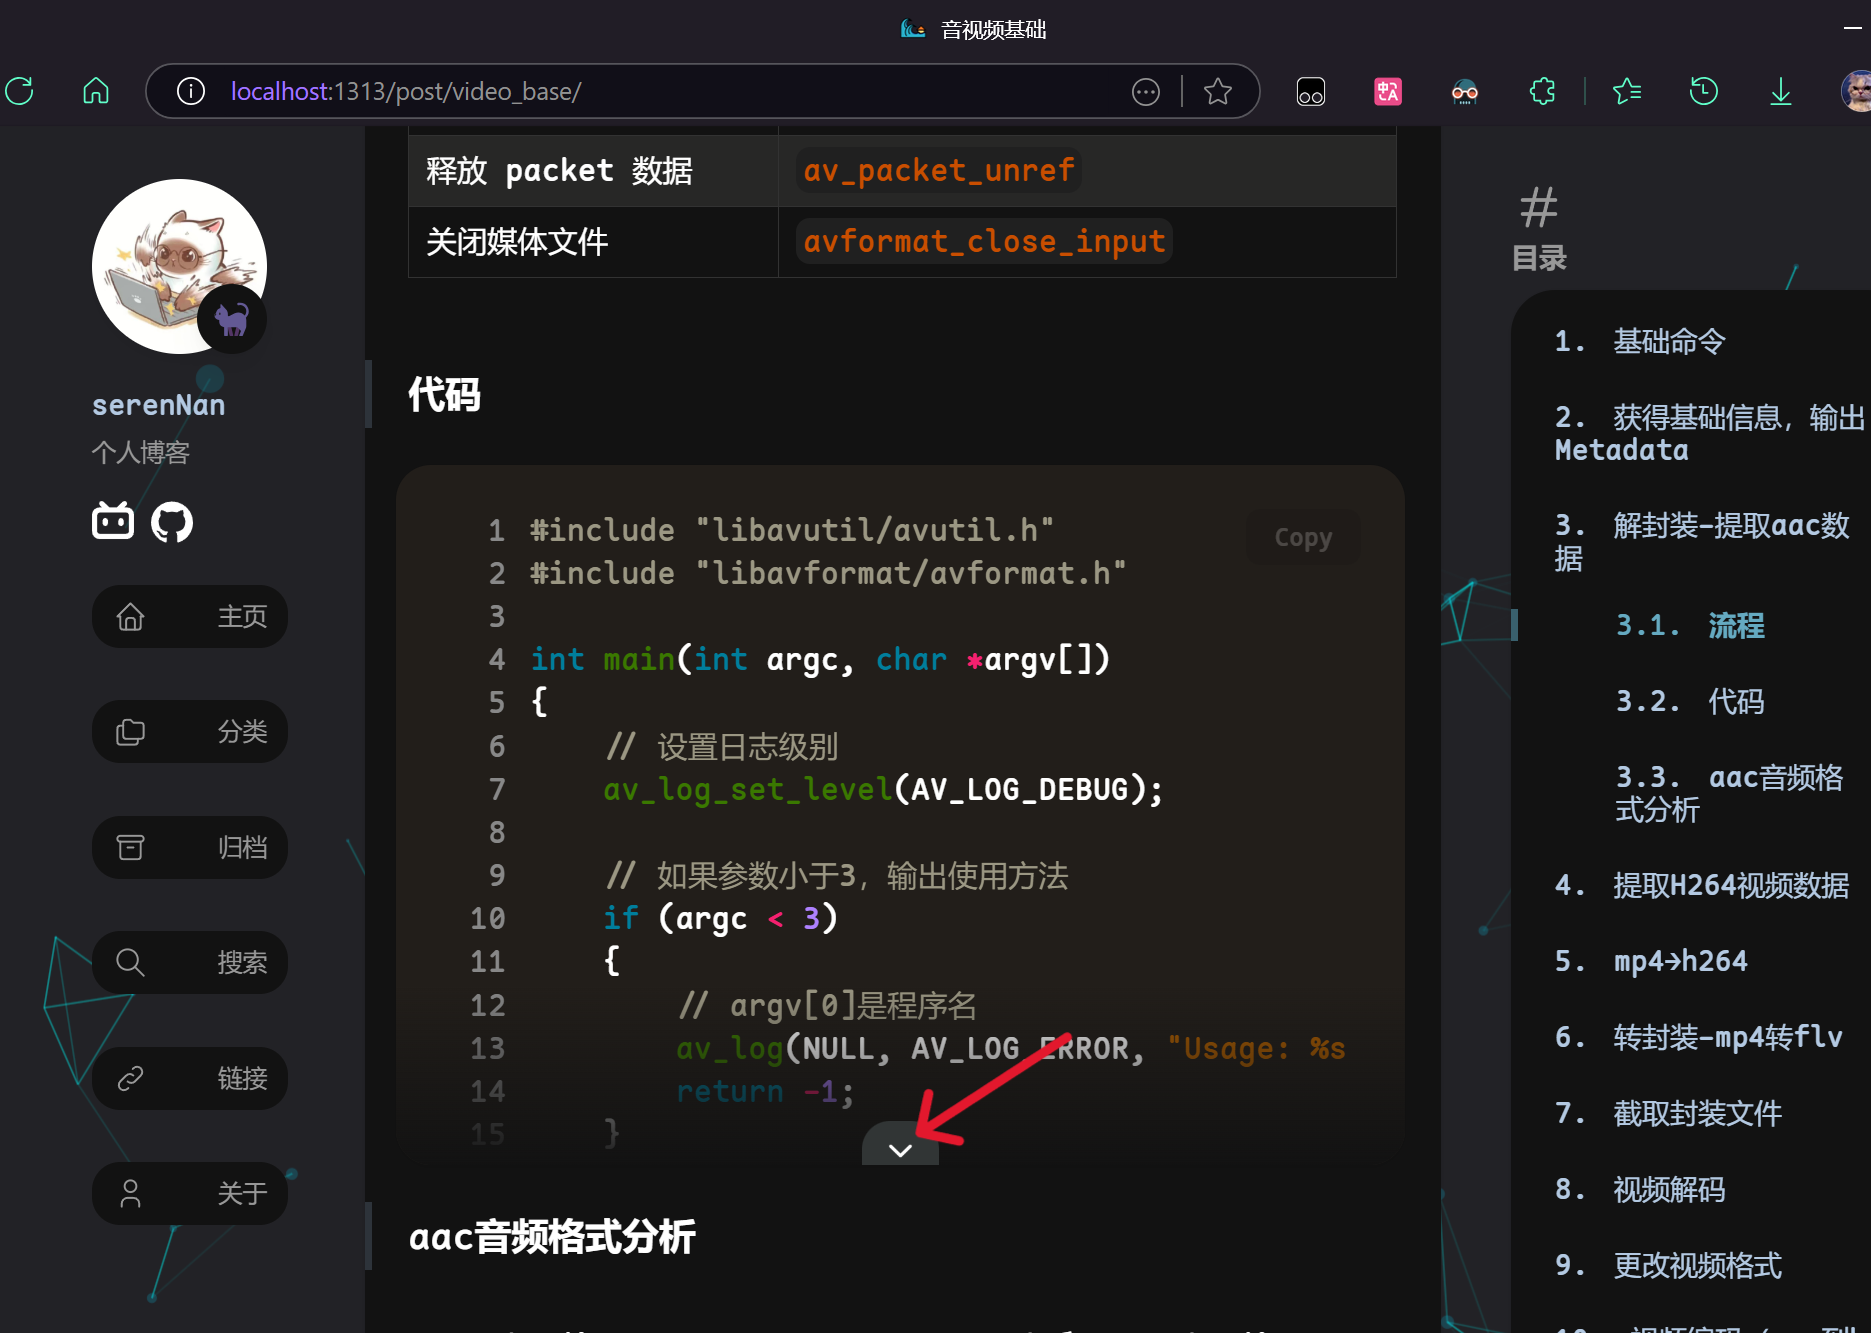 音视频基础
localhost:1313/post/video_base/
释放 packet 数据 av_packet_unref
关闭媒体文件 avformat_close_input
serenNan
个人博客
主页
分类
归档
搜索
链接
关于
代码
Copy
1 #include "libavutil/avutil.h"
2 #include "libavformat/avformat.h"
3
4 int main(int argc, char *argv[])
5 {
6 // 设置日志级别
7 av_log_set_level(AV_LOG_DEBUG);
8
9 // 如果参数小于3，输出使用方法
10 if (argc < 3)
11 {
12 // argv[0]是程序名
13 av_log(NULL, AV_LOG_ERROR, "Usage: %s
14 return -1;
15 }
aac音频格式分析
#
目录
1. 基础命令
2. 获得基础信息，输出
Metadata
3. 解封装-提取aac数
据
3.1. 流程
3.2. 代码
3.3. aac音频格
式分析
4. 提取H264视频数据
5. mp4→h264
6. 转封装-mp4转flv
7. 截取封装文件
8. 视频解码
9. 更改视频格式